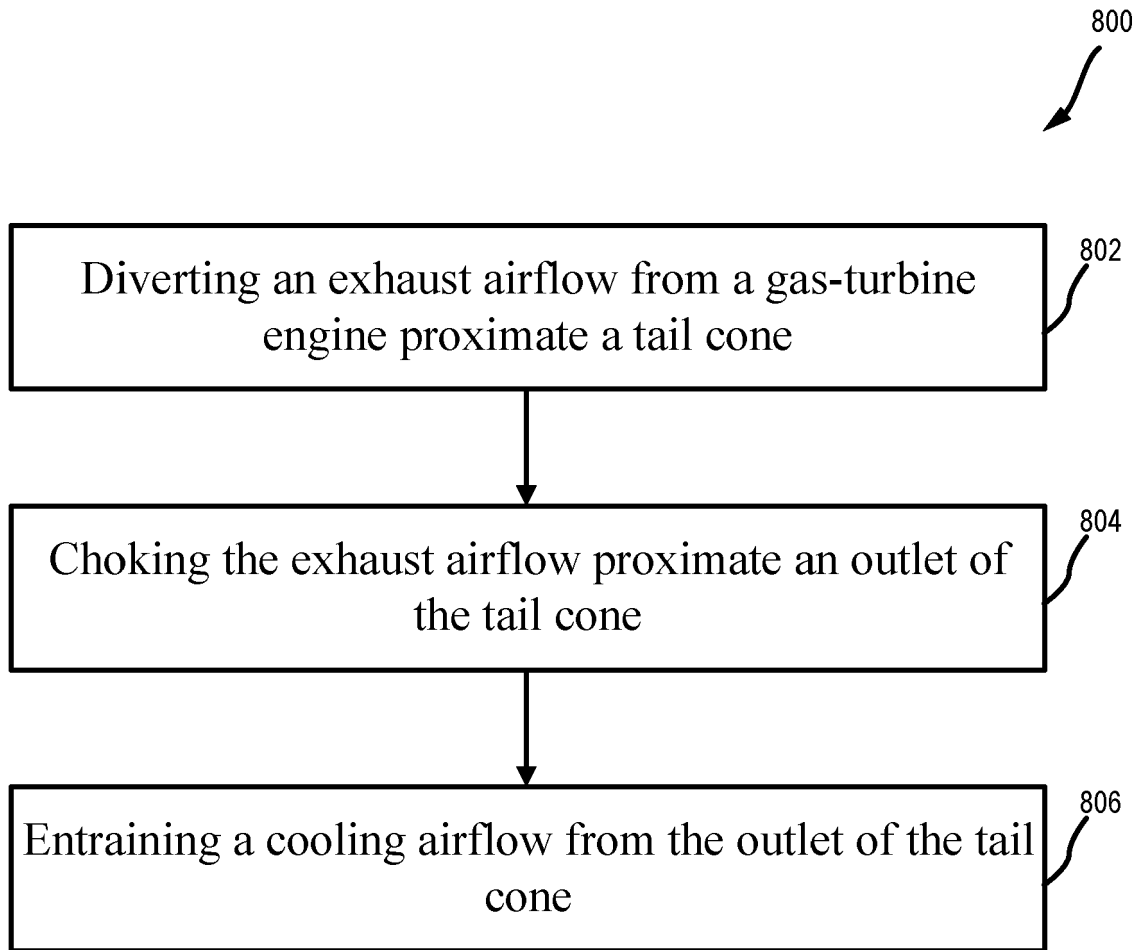 800
Diverting an exhaust airflow from a gas-turbine
engine proximate a tail cone
802
Choking the exhaust airflow proximate an outlet of
the tail cone
804
Entraining a cooling airflow from the outlet of the tail
cone
806